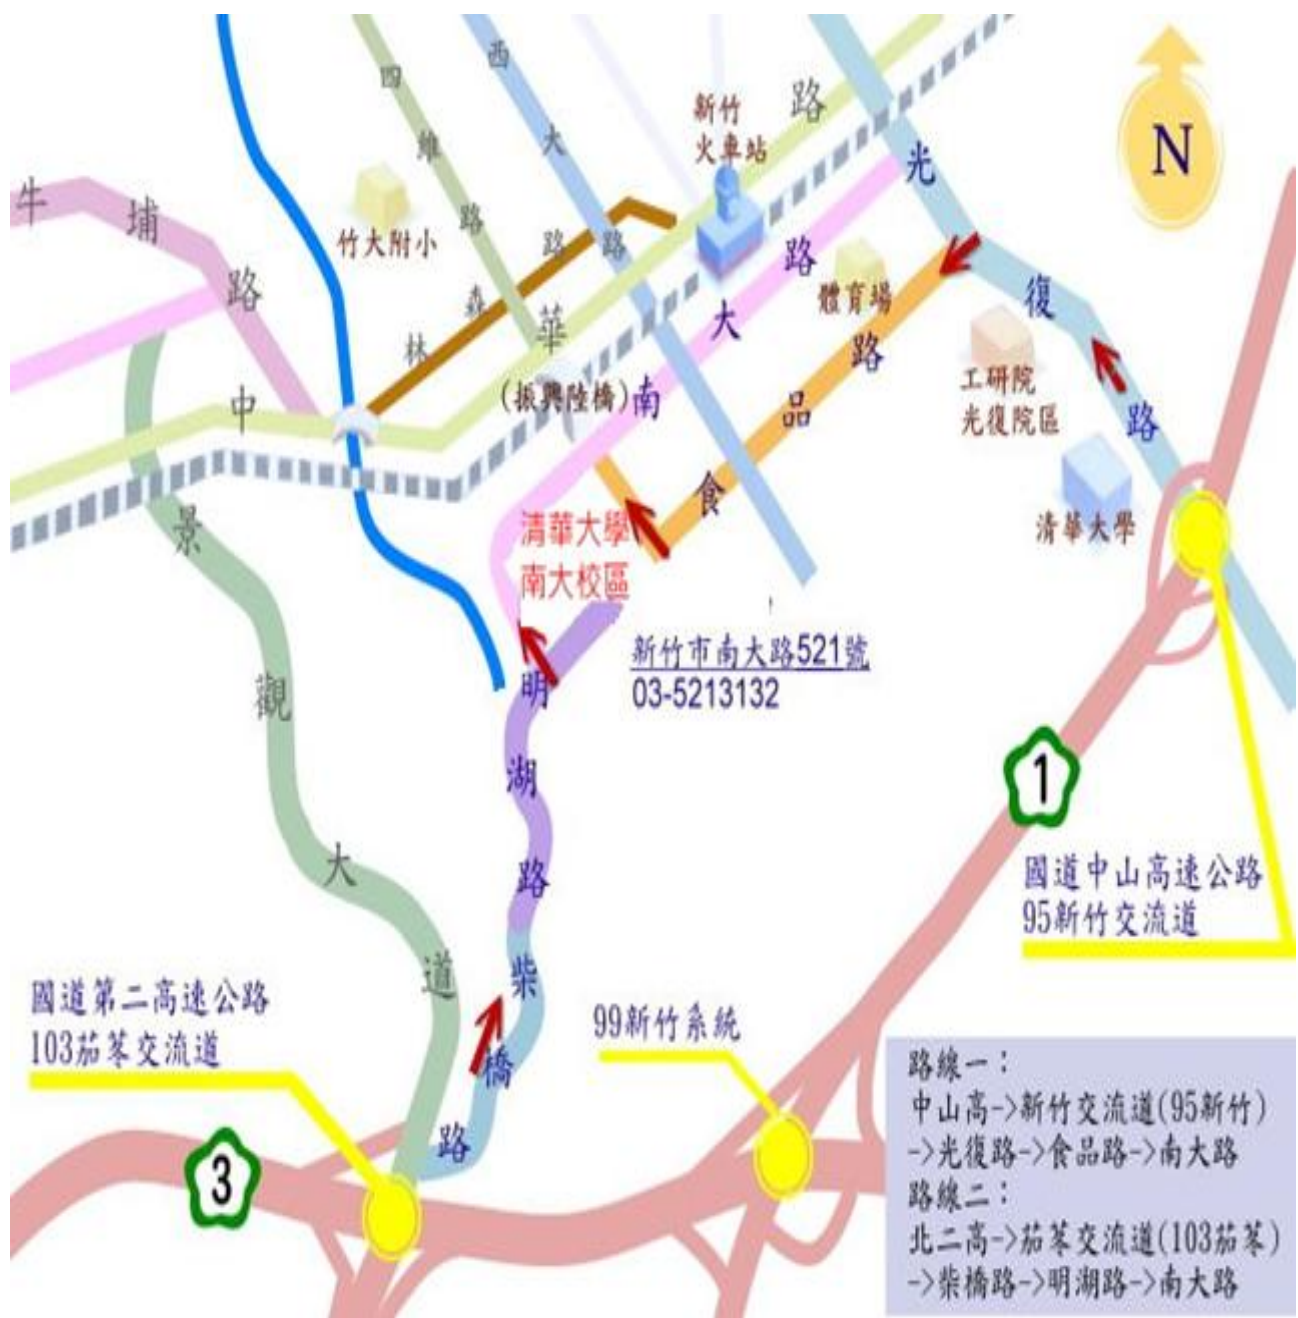 四維路
西大路
新竹
火車站
中華路
N
牛埔路
竹大附小
林森路
南大路
光復路
體育場
食品路
工研院
光復院區
(振興陸橋)
清華大學
清華大學
南大校區
景觀大道
新竹市南大路521號
03-5213132
明湖路
1
國道中山高速公路
95新竹交流道
柴橋路
國道第二高速公路
103茄苳交流道
99新竹系統
3
路線一：
中山高->新竹交流道(95新竹)
->光復路->食品路->南大路
路線二：
北二高->茄苳交流道(103茄苳)
->柴橋路->明湖路->南大路